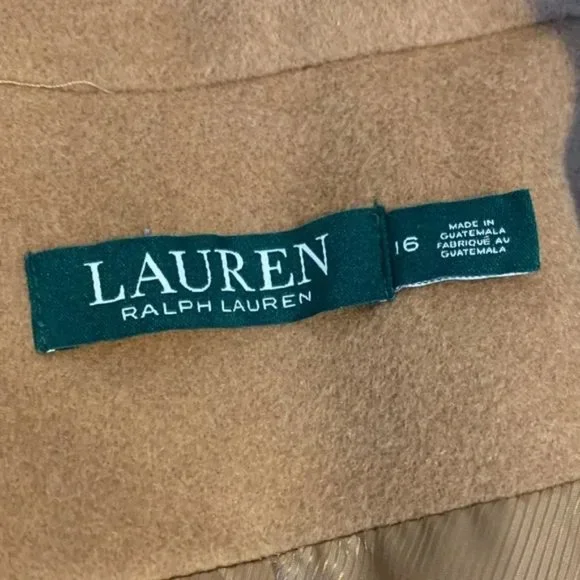 LAUREN
RALPH LAUREN
16
MADE IN
GUATEMALA
FABRIQUÉ AU
GUATEMALA